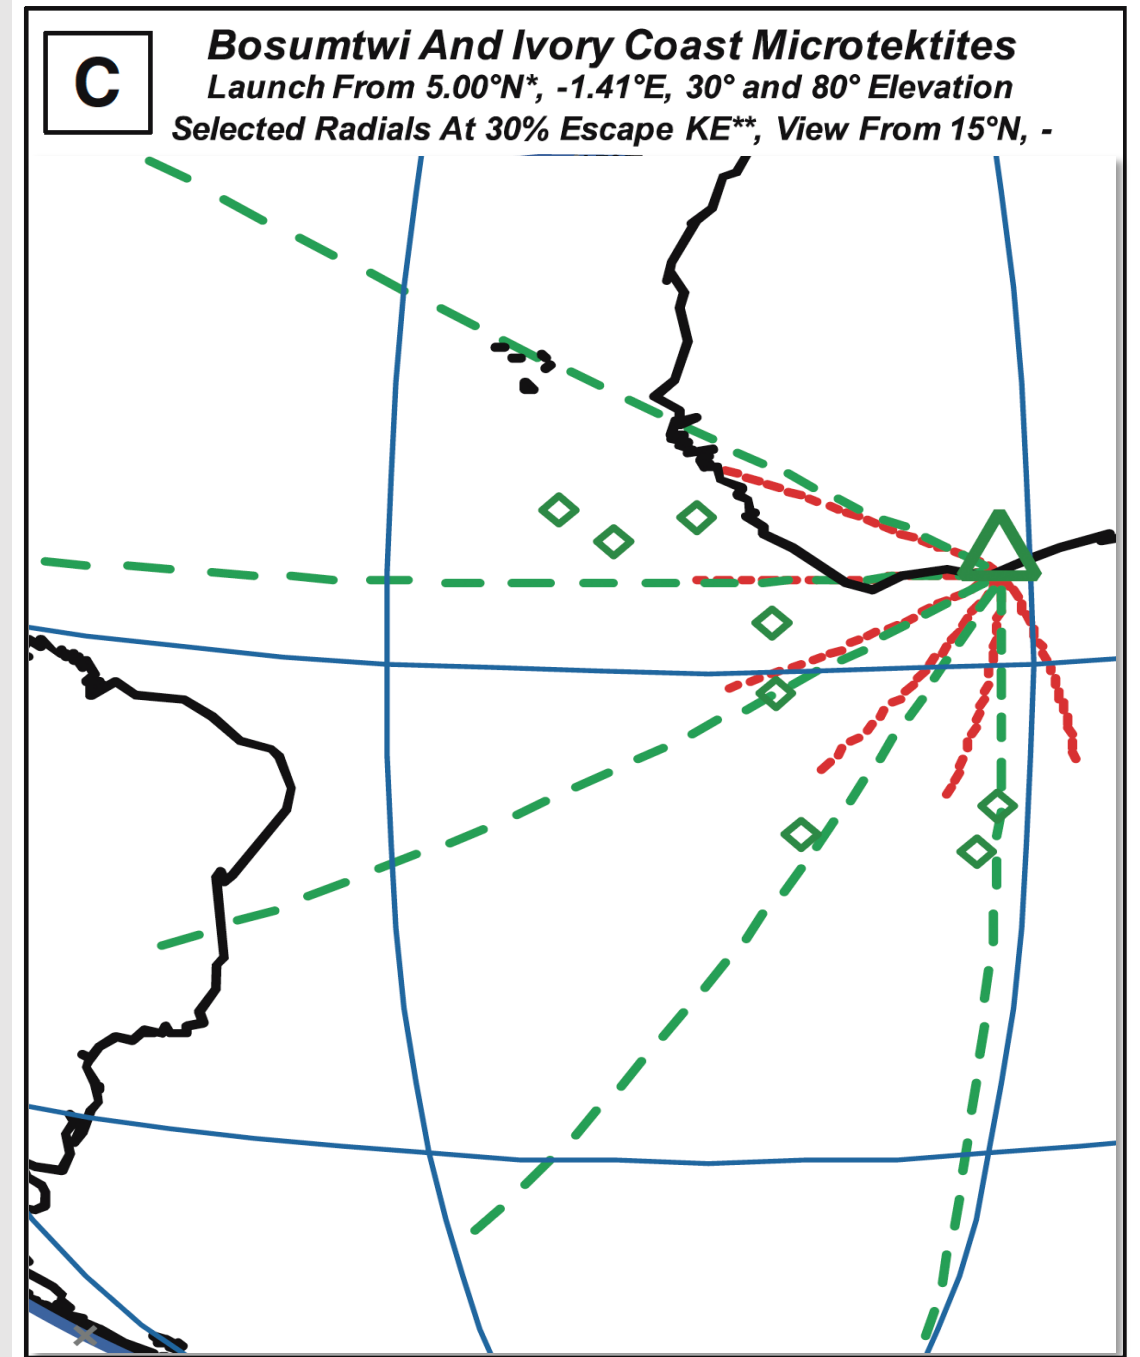 C
Bosumtwi And Ivory Coast Microtektites
Launch From 5.00°N*, -1.41°E, 30° and 80° Elevation
Selected Radials At 30% Escape KE**, View From 15°N, -